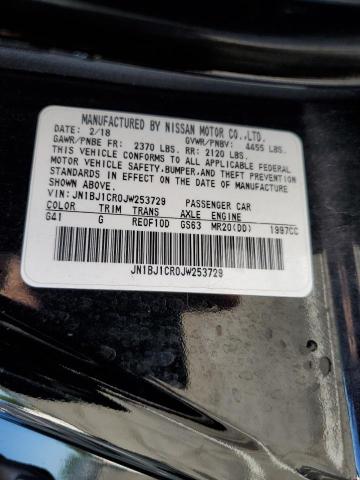 MANUFACTURED BY NISSAN MOTOR CO.,LTD.
DATE: 2/18 GVWR/PNBV: 4455 LBS.
GAWR/PNBE FR: 2370 LBS. RR: 2120 LBS.
THIS VEHICLE CONFORMS TO ALL APPLICABLE FEDERAL
MOTOR VEHICLE SAFETY,BUMPER,AND THEFT PREVENTION
STANDARDS IN EFFECT ON THE DATE OF MANUFACTURE
SHOWN ABOVE.
VIN: JN1BJ1CR0JW253729 PASSENGER CAR
COLOR TRIM TRANS AXLE ENGINE
G41 G RE0F10D GS63 MR20(DD) 1997CC
JN1BJ1CR0JW253729